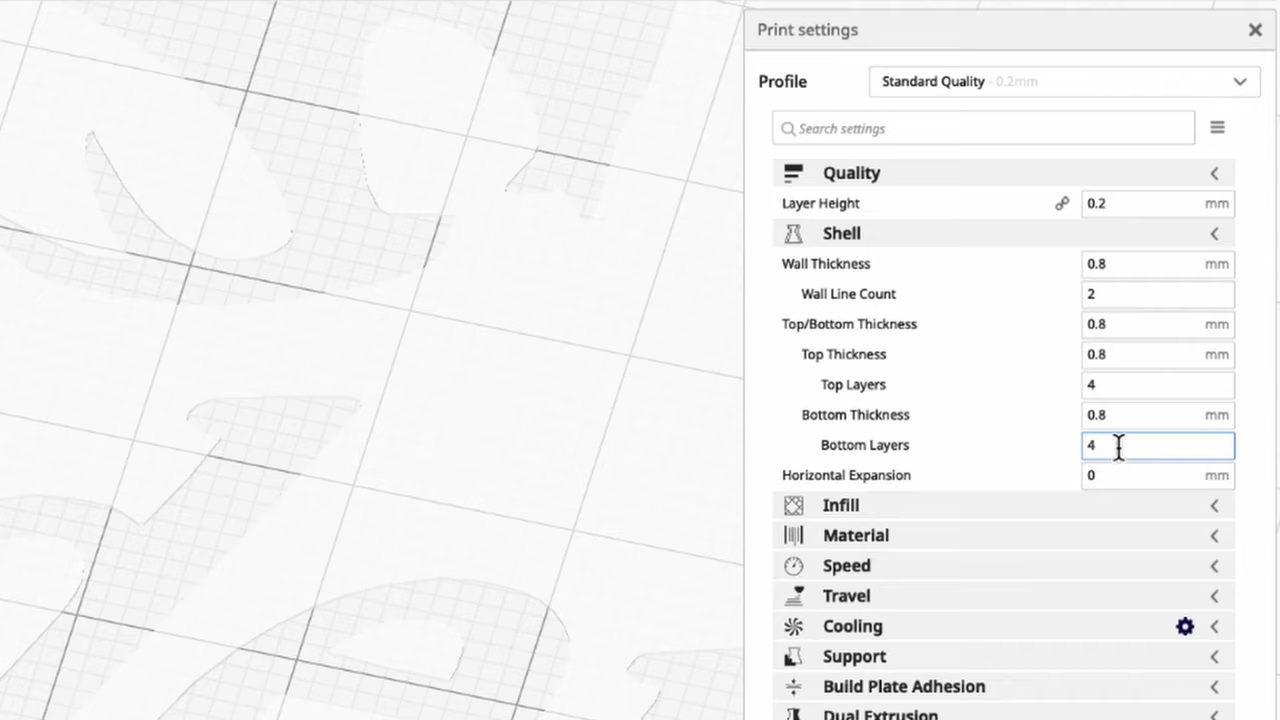 Print settings
Profile Standard Quality - 0.2mm
Search settings
Quality
Layer Height 0.2 mm
Shell
Wall Thickness 0.8 mm
Wall Line Count 2
Top/Bottom Thickness 0.8 mm
Top Thickness 0.8 mm
Top Layers 4
Bottom Thickness 0.8 mm
Bottom Layers 4
Horizontal Expansion 0 mm
Infill
Material
Speed
Travel
Cooling
Support
Build Plate Adhesion
Dual Extrusion